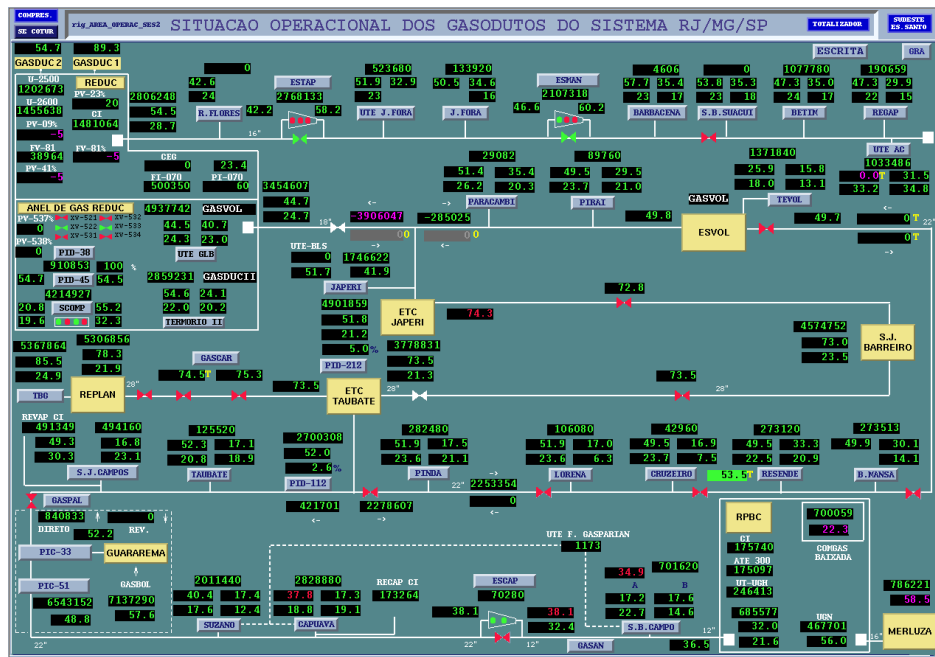 COMPRES.
SE COTUR
rig_AREA_OPERAC_SES2
SITUACAO OPERACIONAL DOS GASODUTOS DO SISTEMA RJ/MG/SP
TOTALIZADOR
SUDESTE
ES.SANTO
ESCRITA
GRA
54.7 89.3
GASDUC2 GASDUC1
U-2500
1202673
U-2600
1455638
PV-09%
-5
FV-81
38964
PV-41%
-5
REDUC
PV-23%
20
CI
1481064
FV-81%
-5
2806248
54.5
28.7
CEG
0 23.4
FI-070 PI-070
500350 60
0
42.6
24
R.FLORES
16"
ESTAP
2768133
42.2 58.2
523680
51.9 32.9
23
UTE J.FORA
133920
50.5 34.6
16
J.FORA
ESMAN
2107318
46.6 60.2
4606
57.7 35.4
23 17
BARBACENA
0
53.8 35.3
23 18
S.B.SUACUI
1077780
47.3 35.0
24 17
BETIM
190659
47.3 29.9
22 15
REGAP
UTE AC
1033486
0.0T 31.5
33.2 34.8
ANEL DE GAS REDUC
PV-537%
0
XV-521 XV-532
XV-522 XV-533
XV-531 XV-534
PV-538%
0
PID-38
910853 100 %
54.7 PID-45 54.5
4214927
20.8 SCOMP 55.2
19.6 32.3
4937742 GASVOL
44.5 40.7
24.3 23.0
UTE GLB
2859231 GASDUCII
54.6 24.1
22.0 20.2
TERMORIO II
3454607
44.7
24.7
18"
-3906047
->
00
-285025
<-
00
29082
51.4 35.4
26.2 20.3
PARACAMBI
89760
49.5 29.5
23.7 21.0
PIRAI
49.8
GASVOL
ESVOL
1371840
25.9 15.8
18.0 13.1
TEVOL
49.7
<-
0T
22"
0T
->
UTE-BLS
0 1746622
51.7 41.9
JAPERI
4901859
51.8
21.2
5.0%
PID-212
ETC
JAPERI
74.3
3778831
73.5
21.3
72.8
4574752
73.0
23.5
S.J.
BARREIRO
5367864
85.5
24.9
TBG
5306856
78.3
21.9
REPLAN
28"
GASCAR
74.5T 75.3
73.5
ETC
TAUBATE
28"
73.5
28"
REVAP CI
491349
49.3
30.3
494160
16.8
23.1
S.J.CAMPOS
125520
52.3 17.1
20.8 18.9
TAUBATE
2700308
52.0
2.6%
PID-112
282480
51.9 17.5
23.6 21.1
PINDA
22"
->
2253354
0
<-
106080
51.9 17.0
23.6 6.3
LORENA
42960
49.5 16.9
23.7 7.5
CRUZEIRO
53.5T
273120
49.5 33.3
22.5 20.9
RESENDE
273513
49.9 30.1
14.1
B.MANSA
421701
<-
2278607
->
GASPAL
840833 0
DIRETO REV.
52.2
PIC-33 GUARAREMA
PIC-51 GASBOL
6543152 7137290
48.8 57.6
22"
2011440
40.4 17.4
17.6 12.4
SUZANO
2828880
37.8 17.3
18.8 19.1
CAPUAVA
RECAP CI
173264
ESCAP
70280
38.1 38.1
32.4
22" 12"
GASAN
UTE F. GASPARIAN
1173
34.9
A
17.2
22.7
701620
B
17.6
14.6
S.B.CAMPO
36.5
12"
RPBC
CI
175740
ATE 300
175097
UT-UGH
246413
685577
32.0
21.6
700059
22.3
COMGAS
BAIXADA
UGN
467701
56.0
16"
786221
58.5
MERLUZA